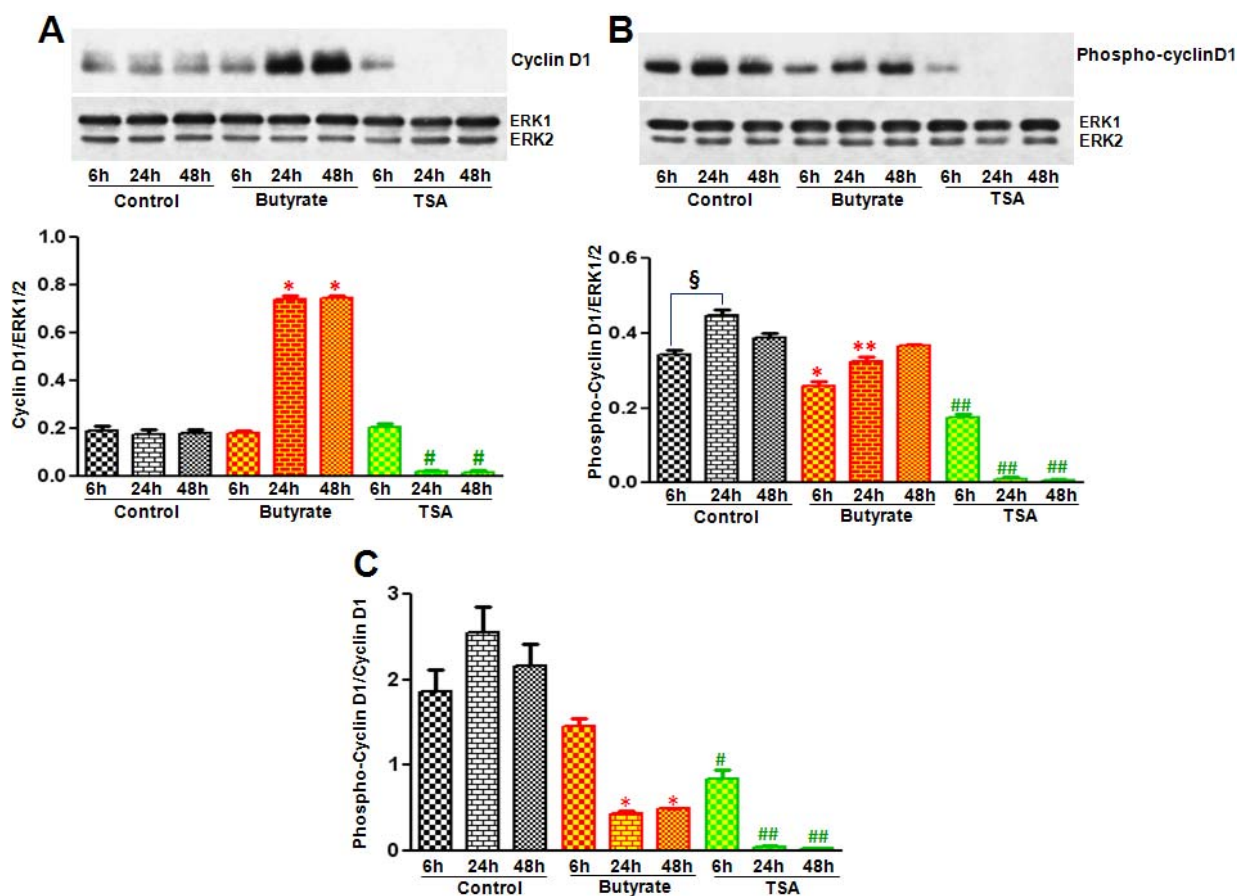 A
Cyclin D1
ERK1
ERK2
6h 24h 48h 6h 24h 48h 6h 24h 48h
Control Butyrate TSA
Cyclin D1/ERK1/2
1.0
0.8
0.6
0.4
0.2
0.0
* *
# #
6h 24h 48h 6h 24h 48h 6h 24h 48h
Control Butyrate TSA
B
Phospho-cyclinD1
ERK1
ERK2
6h 24h 48h 6h 24h 48h 6h 24h 48h
Control Butyrate TSA
Phospho-Cyclin D1/ERK1/2
0.6
0.4
0.2
0.0
§
* **
## ## ##
6h 24h 48h 6h 24h 48h 6h 24h 48h
Control Butyrate TSA
C
Phospho-Cyclin D1/Cyclin D1
3
2
1
0
* *
# ## ##
6h 24h 48h 6h 24h 48h 6h 24h 48h
Control Butyrate TSA